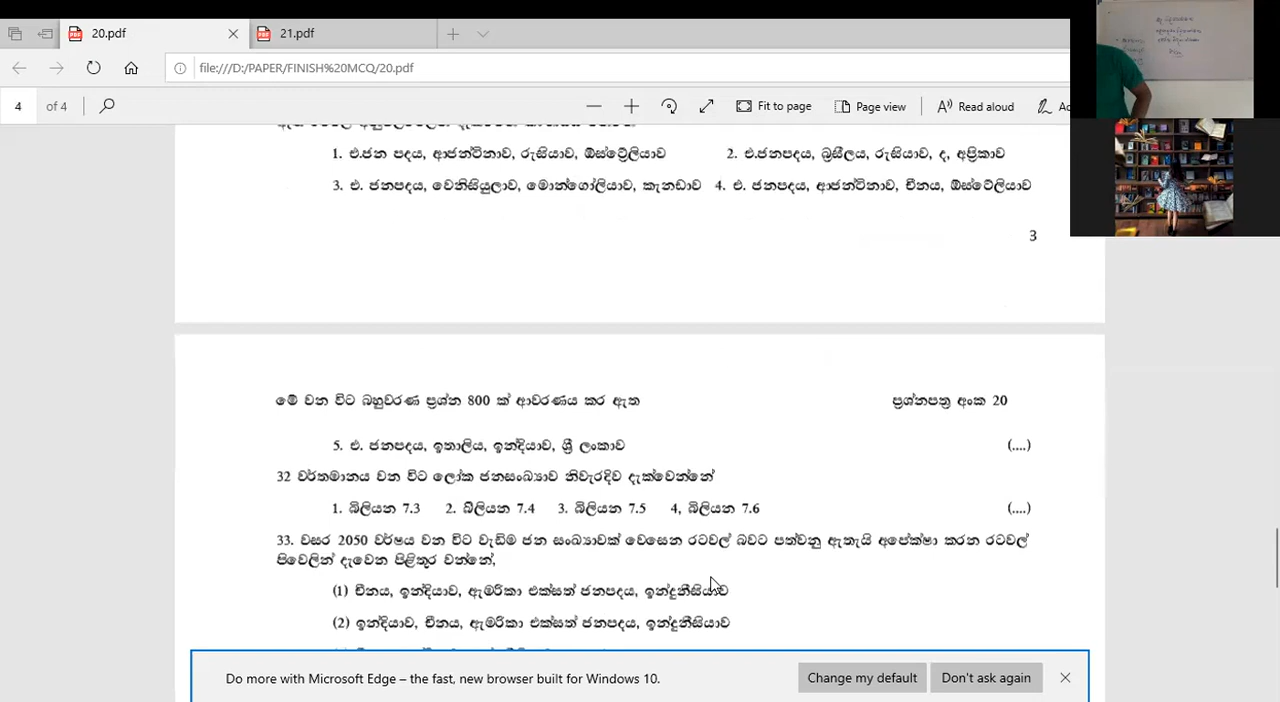 20.pdf
21.pdf
file:///D:/PAPER/FINISH%20MCQ/20.pdf
4 of 4
Fit to page
Page view
Read aloud
1. එ.ජන පදය, ආජන්ටිනාව, රුසියාව, ඕස්ට්‍රේලියාව 2. එ.ජනපදය, බ්‍රසීලය, රුසියාව, ද, අප්‍රිකාව
3. එ. ජනපදය, වෙනිසියුලාව, මොන්ගෝලියාව, කැනඩාව 4. එ. ජනපදය, ආජන්ටිනාව, චීනය, ඕස්ටේලියාව
3
මේ වන විට බහුවරණ ප්‍රශ්න 800 ක් ආවරණය කර ඇත ප්‍රශ්නපත්‍ර අංක 20
5. එ. ජනපදය, ඉතාලිය, ඉන්දියාව, ශ්‍රී ලංකාව (....)
32 වර්තමානය වන විට ලෝක ජනසංඛ්‍යාව නිවැරදිව දැක්වෙන්නේ
1. බිලියන 7.3 2. බිලියන 7.4 3. බිලියන 7.5 4, බිලියන 7.6 (....)
33. වසර 2050 වර්ෂය වන විට වැඩිම ජන සංඛ්‍යාවක් වෙසෙන රටවල් බවට පත්වනු ඇතැයි අපේක්ෂා කරන රටවල්
පිවෙලින් දැවෙන පිළිතුර වන්නේ,
(1) චීනය, ඉන්දියාව, ඇමරිකා එක්සත් ජනපදය, ඉන්දුනීසියාව
(2) ඉන්දියාව, චීනය, ඇමරිකා එක්සත් ජනපදය, ඉන්දුනීසියාව
Do more with Microsoft Edge – the fast, new browser built for Windows 10.
Change my default
Don't ask again